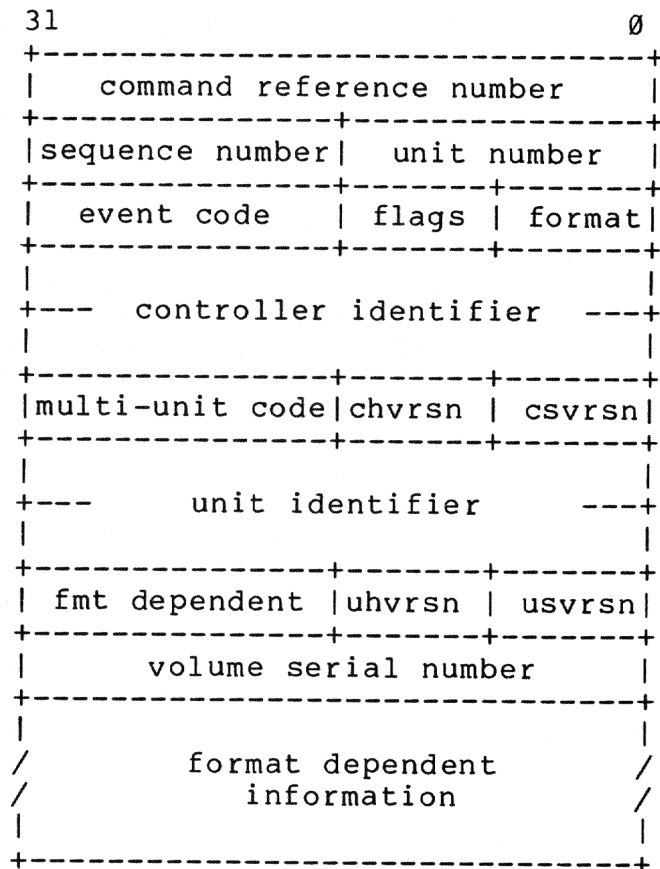 31 0
command reference number
sequence number unit number
event code flags format
controller identifier
multi-unit code chvrsn csvrsn
unit identifier
fmt dependent uhvrsn usvrsn
volume serial number
format dependent
information